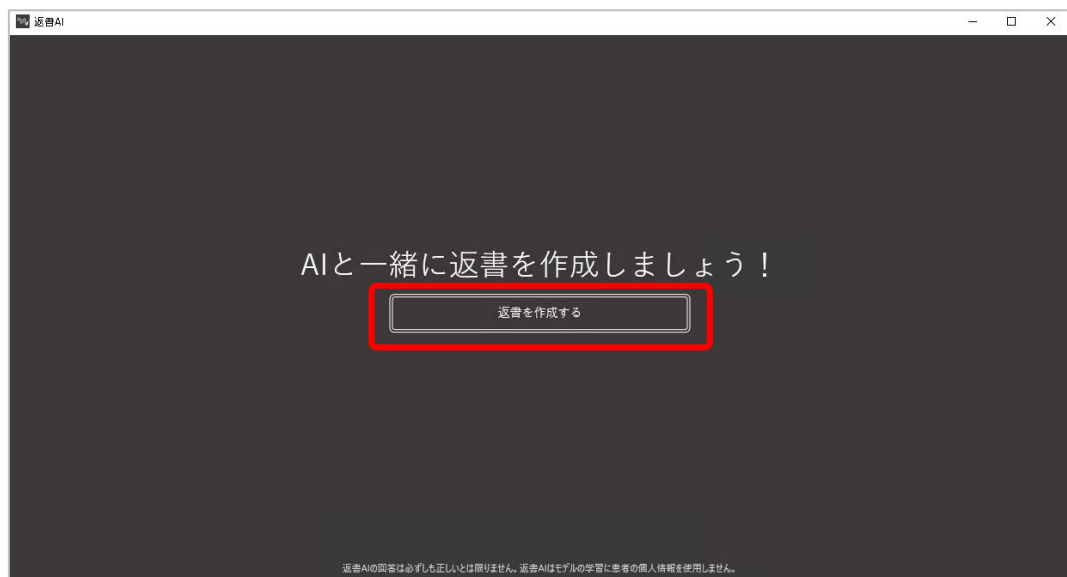 返書AI
AIと一緒に返書を作成しましょう！
返書を作成する
返書AIの回答は必ずしも正しいとは限りません。返書AIはモデルの学習に患者の個人情報を使用しません。